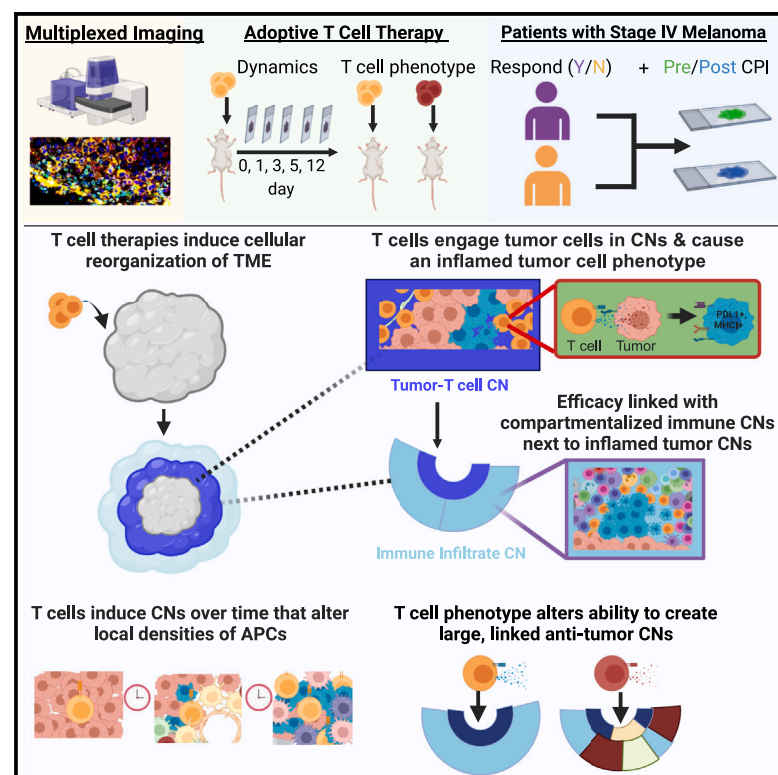 Multiplexed Imaging
Adoptive T Cell Therapy
Dynamics
T cell phenotype
0, 1, 3, 5, 12
day
Patients with Stage IV Melanoma
Respond (Y/N) + Pre/Post CPI
T cell therapies induce cellular
reorganization of TME
T cells engage tumor cells in CNs & cause
an inflamed tumor cell phenotype
T cell
Tumor
PDL1+,
MHCI+
Tumor-T cell CN
Efficacy linked with
compartmentalized immune CNs
next to inflamed tumor CNs
Immune Infiltrate CN
T cells induce CNs over time that alter
local densities of APCs
T cell phenotype alters ability to create
large, linked anti-tumor CNs